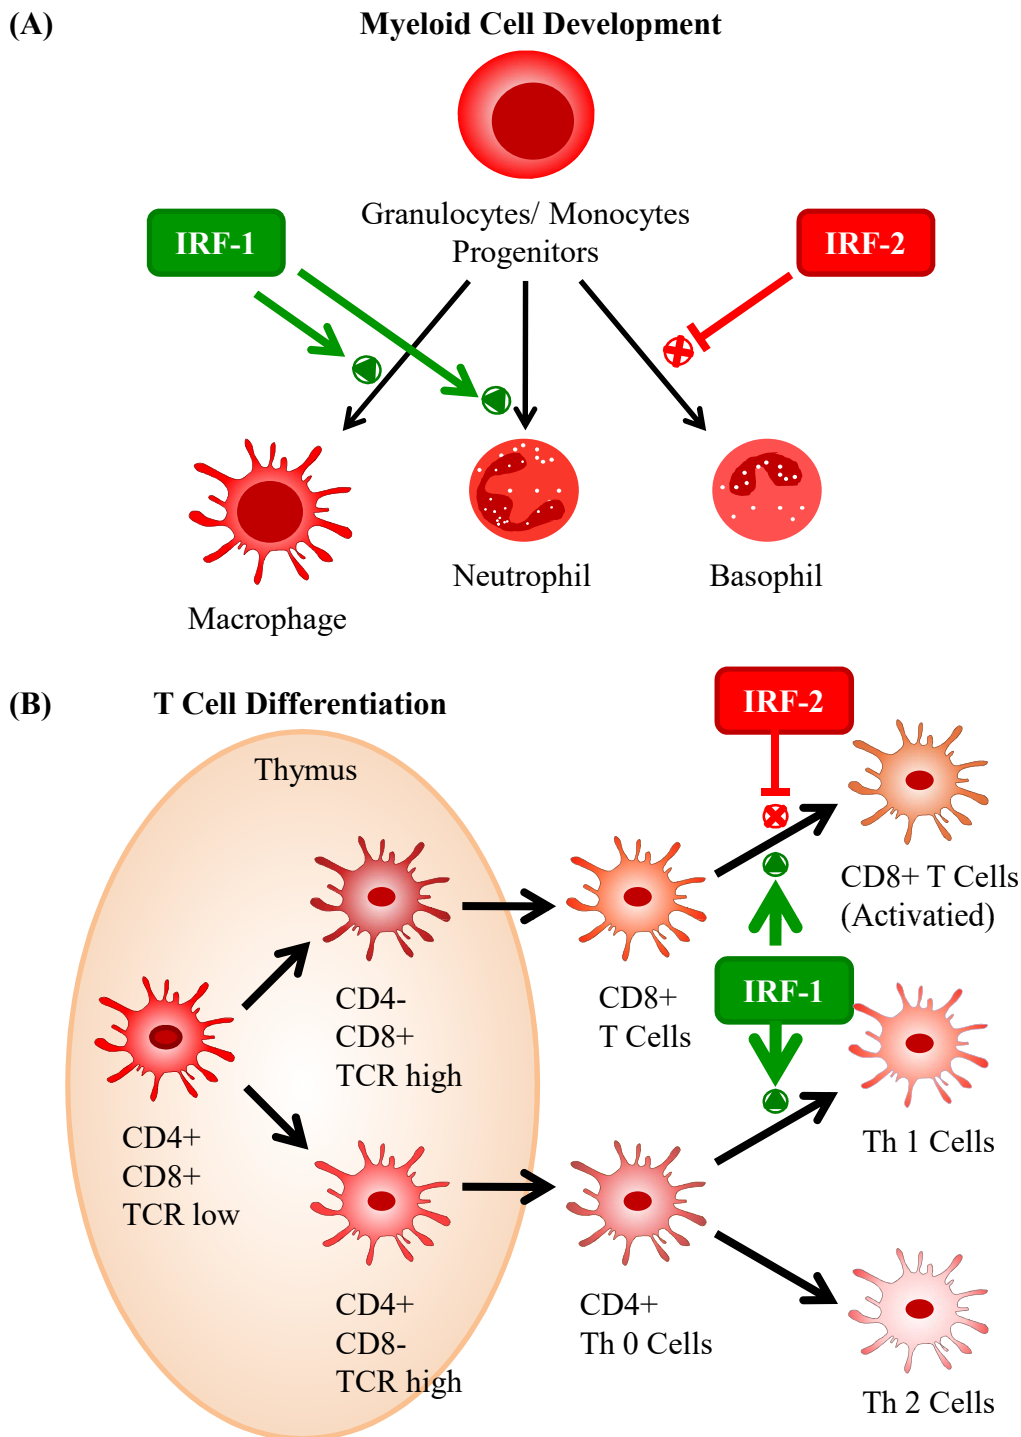 (A)
Myeloid Cell Development
Granulocytes/ Monocytes
Progenitors
IRF-1
IRF-2
Macrophage
Neutrophil
Basophil
(B)
T Cell Differentiation
Thymus
IRF-2
CD8+ T Cells
(Activatied)
CD4-
CD8+
TCR high
CD8+
T Cells
IRF-1
CD4+
CD8+
TCR low
Th 1 Cells
CD4+
CD8-
TCR high
CD4+
Th 0 Cells
Th 2 Cells